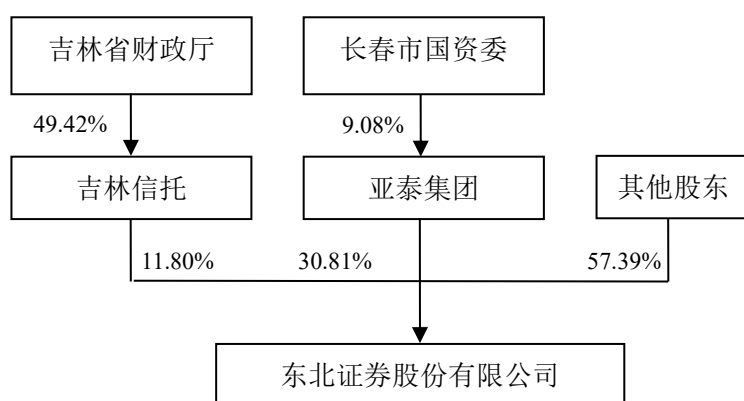 吉林省财政厅
长春市国资委
49.42%
9.08%
吉林信托
亚泰集团
其他股东
11.80%
30.81%
57.39%
东北证券股份有限公司